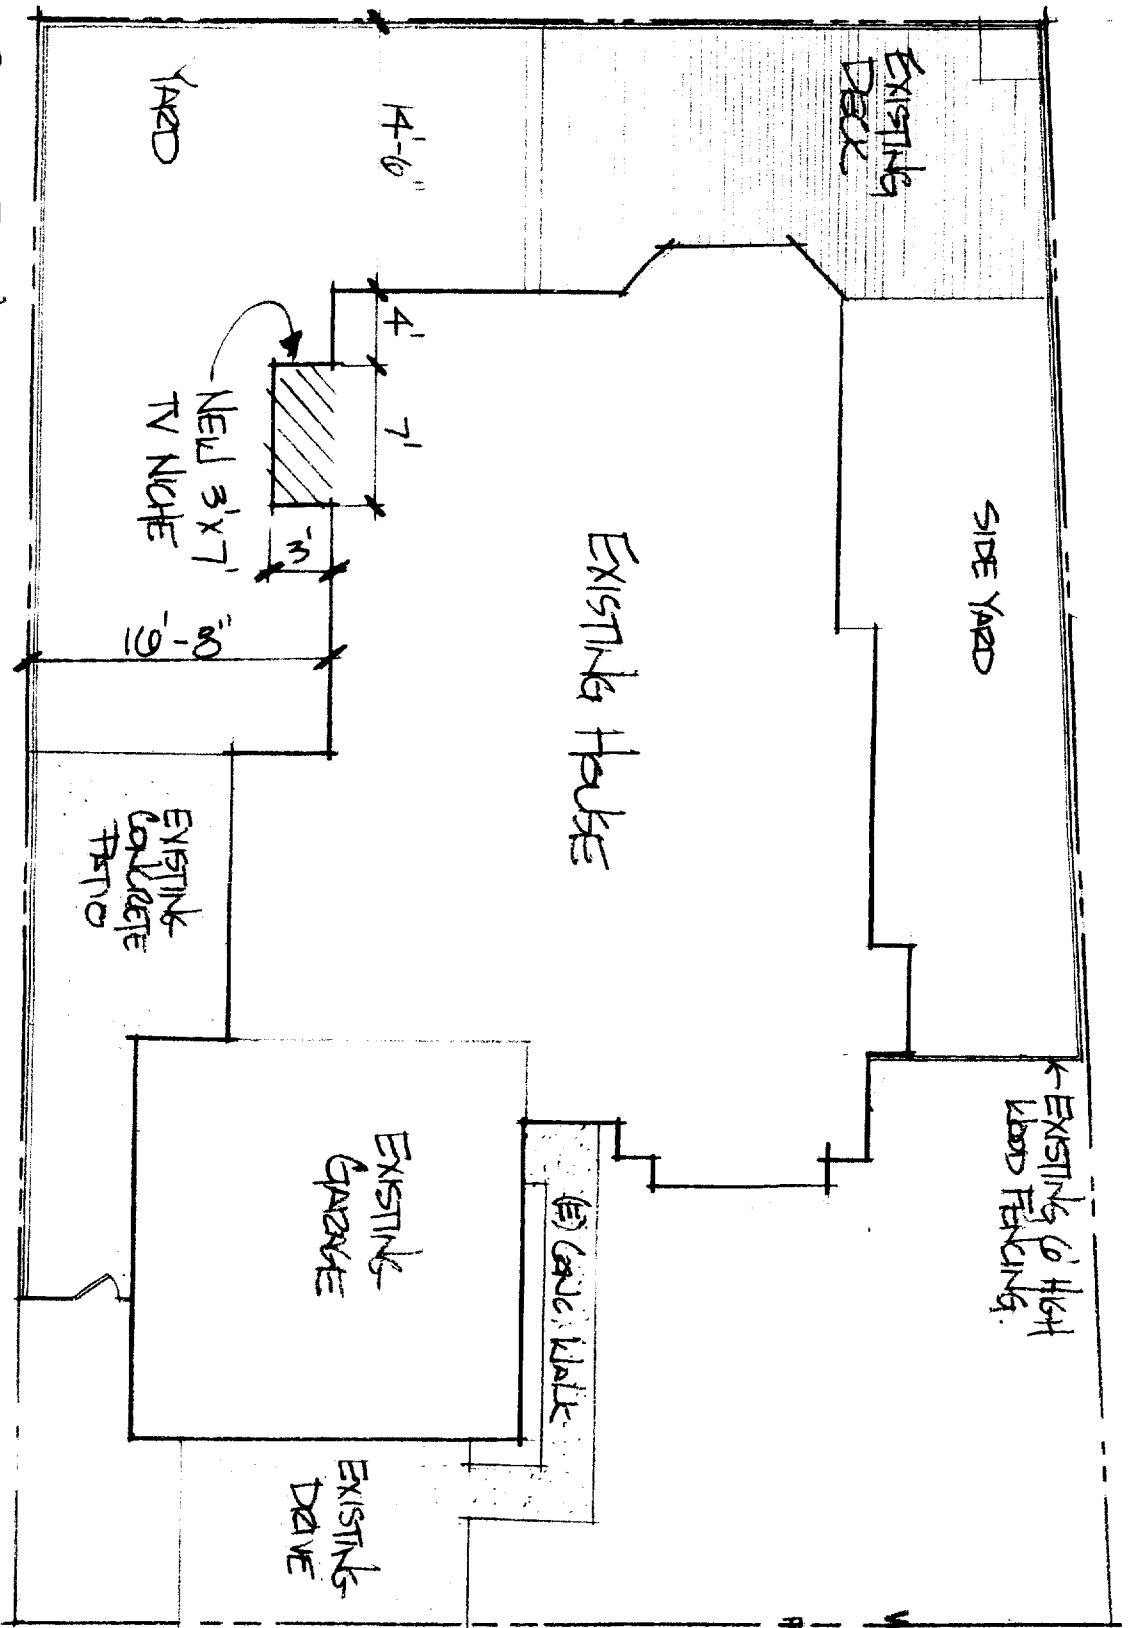 ←EXISTING 6' HIGH
WOOD FENCING.
SIDE YARD
EXISTING
DECK
EXISTING HOUSE
(E) CONC. WALK
14'-6"
4'
7'
3'
16'-8"
NEW 3'x7'
TV NICHE
YARD
EXISTING
GARAGE
EXISTING
DRIVE
EXISTING
CONCRETE
PATIO